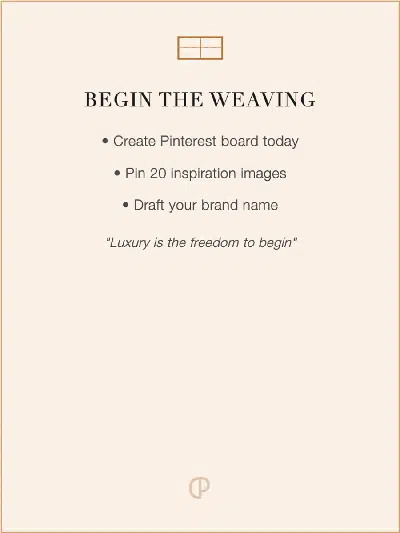 BEGIN THE WEAVING
• Create Pinterest board today
• Pin 20 inspiration images
• Draft your brand name
"Luxury is the freedom to begin"